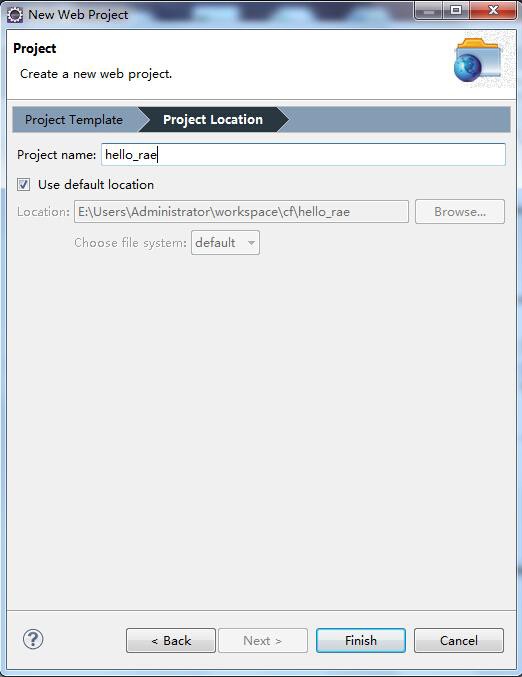 New Web Project
Project
Create a new web project.
Project Template Project Location
Project name: hello_rae
Use default location
Location: E:\Users\Administrator\workspace\cf\hello_rae Browse...
Choose file system: default
? < Back Next > Finish Cancel